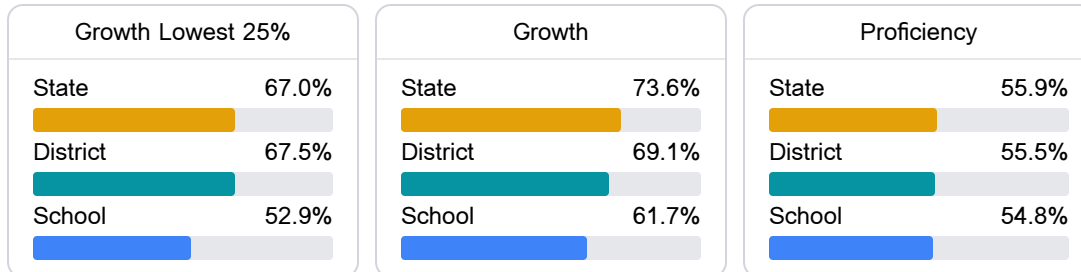 Growth Lowest 25%
State 67.0%
District 67.5%
School 52.9%
Growth
State 73.6%
District 69.1%
School 61.7%
Proficiency
State 55.9%
District 55.5%
School 54.8%